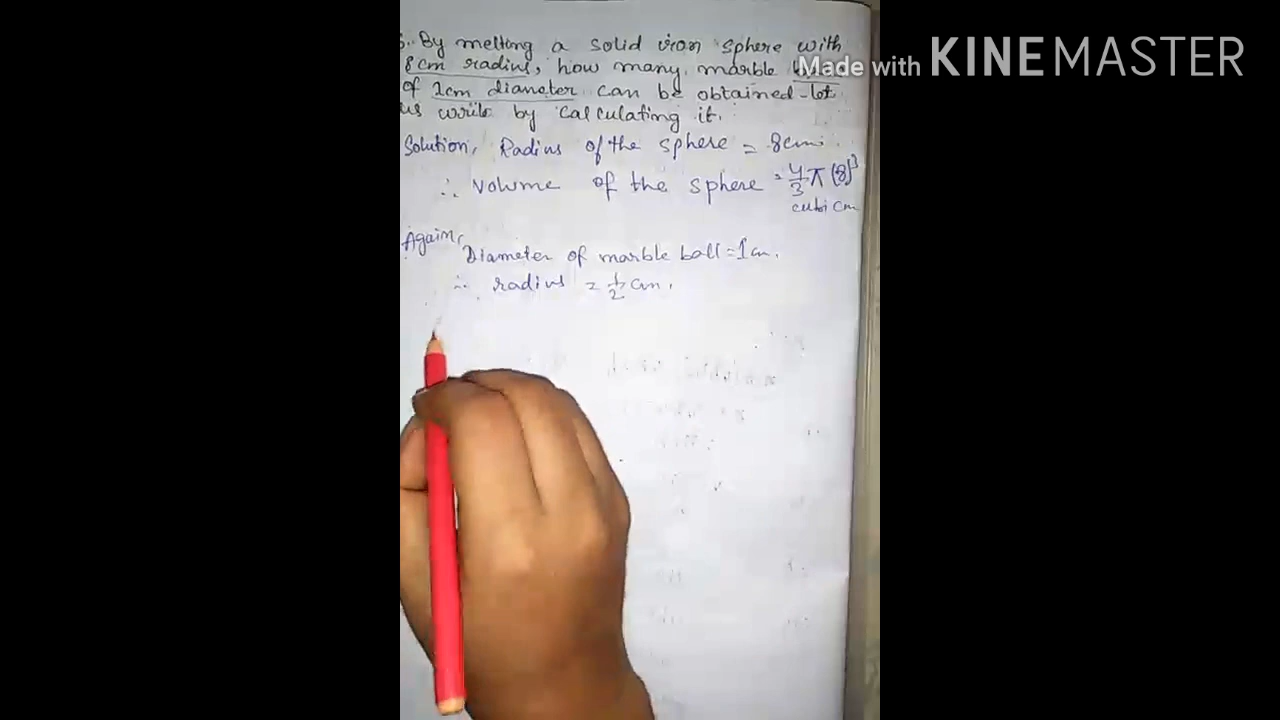 By melting a solid iron sphere with
8cm radius, how many marble
of 1cm diameter can be obtained-let
us write by calculating it.
Solution, Radius of the sphere = 8cm.
∴ volume of the sphere = 4/3 π (8)³
cubic cm
Again,
Diameter of marble ball = 1cm.
∴ radius = 1/2 cm.
Made with KINEMASTER